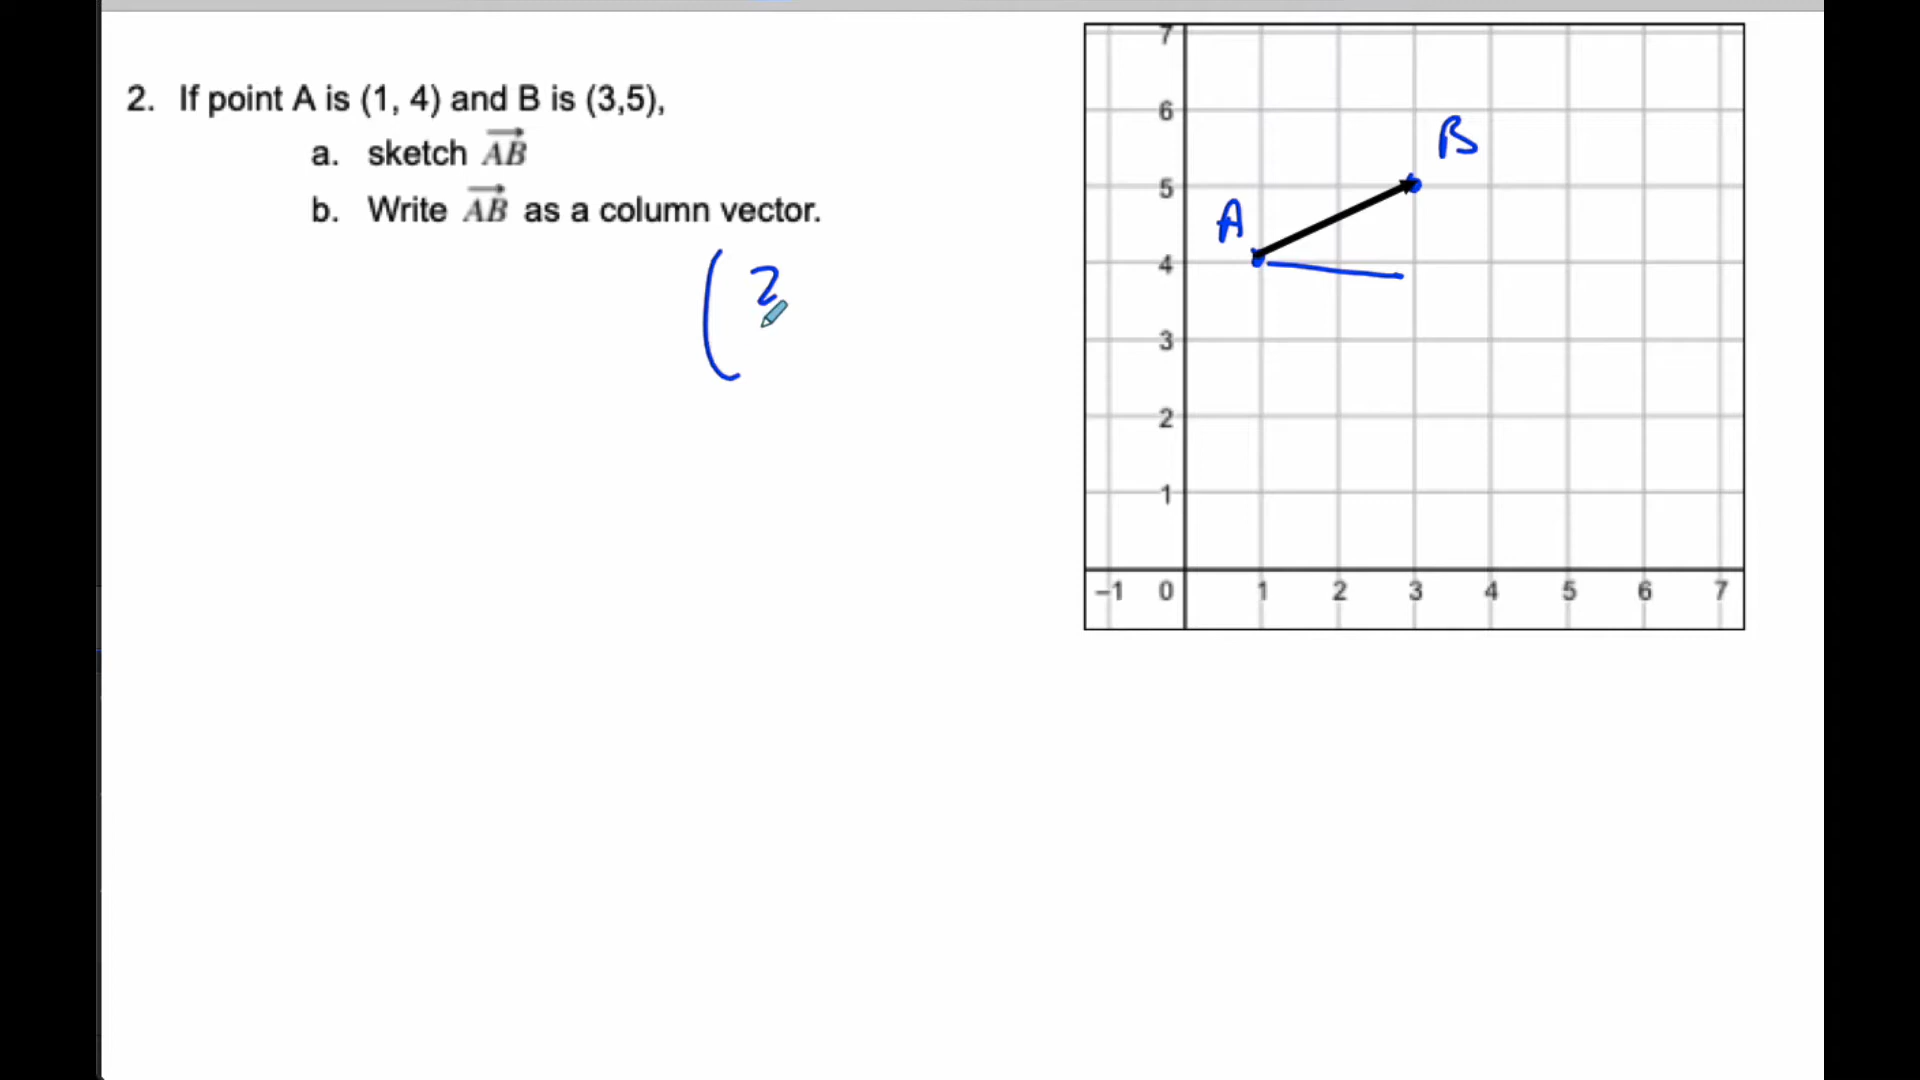 2. If point A is (1, 4) and B is (3,5),
a. sketch AB
b. Write AB as a column vector.
( 2
7
6
B
5
A
4
3
2
1
−1 0 1 2 3 4 5 6 7